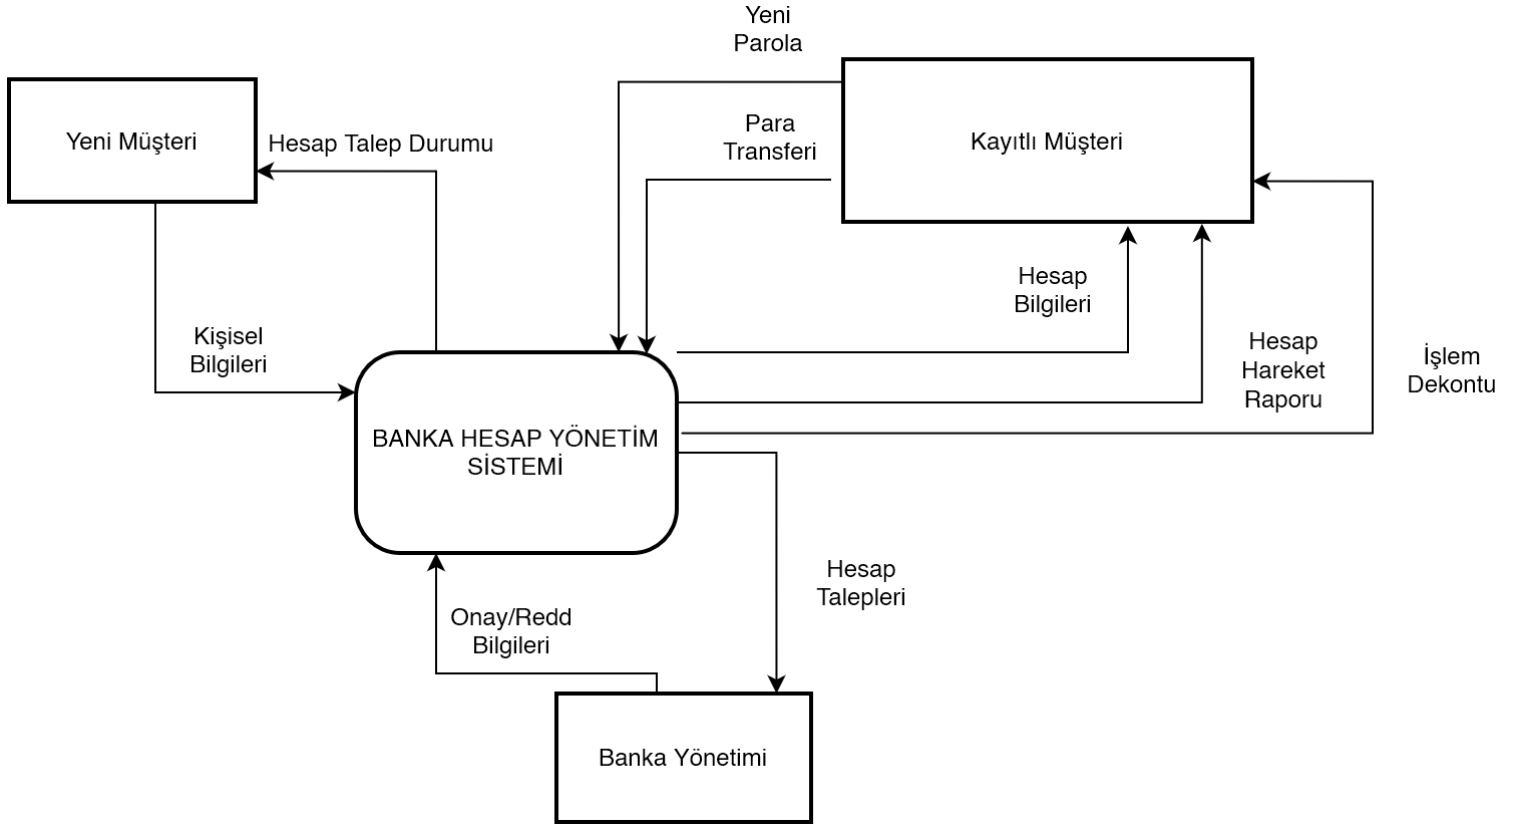 Yeni
Parola
Yeni Müşteri
Hesap Talep Durumu
Para
Transferi
Kayıtlı Müşteri
Hesap
Bilgileri
Kişisel
Bilgileri
Hesap
Hareket
Raporu
İşlem
Dekontu
BANKA HESAP YÖNETİM
SİSTEMİ
Hesap
Talepleri
Onay/Redd
Bilgileri
Banka Yönetimi